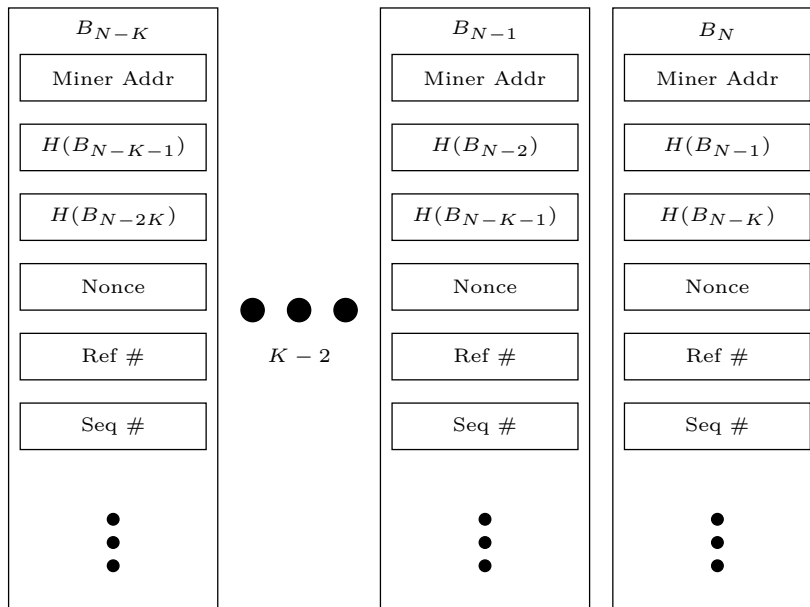 B_{N-K}
Miner Addr
H(B_{N-K-1})
H(B_{N-2K})
Nonce
Ref #
Seq #
K − 2
B_{N-1}
Miner Addr
H(B_{N-2})
H(B_{N-K-1})
Nonce
Ref #
Seq #
B_N
Miner Addr
H(B_{N-1})
H(B_{N-K})
Nonce
Ref #
Seq #